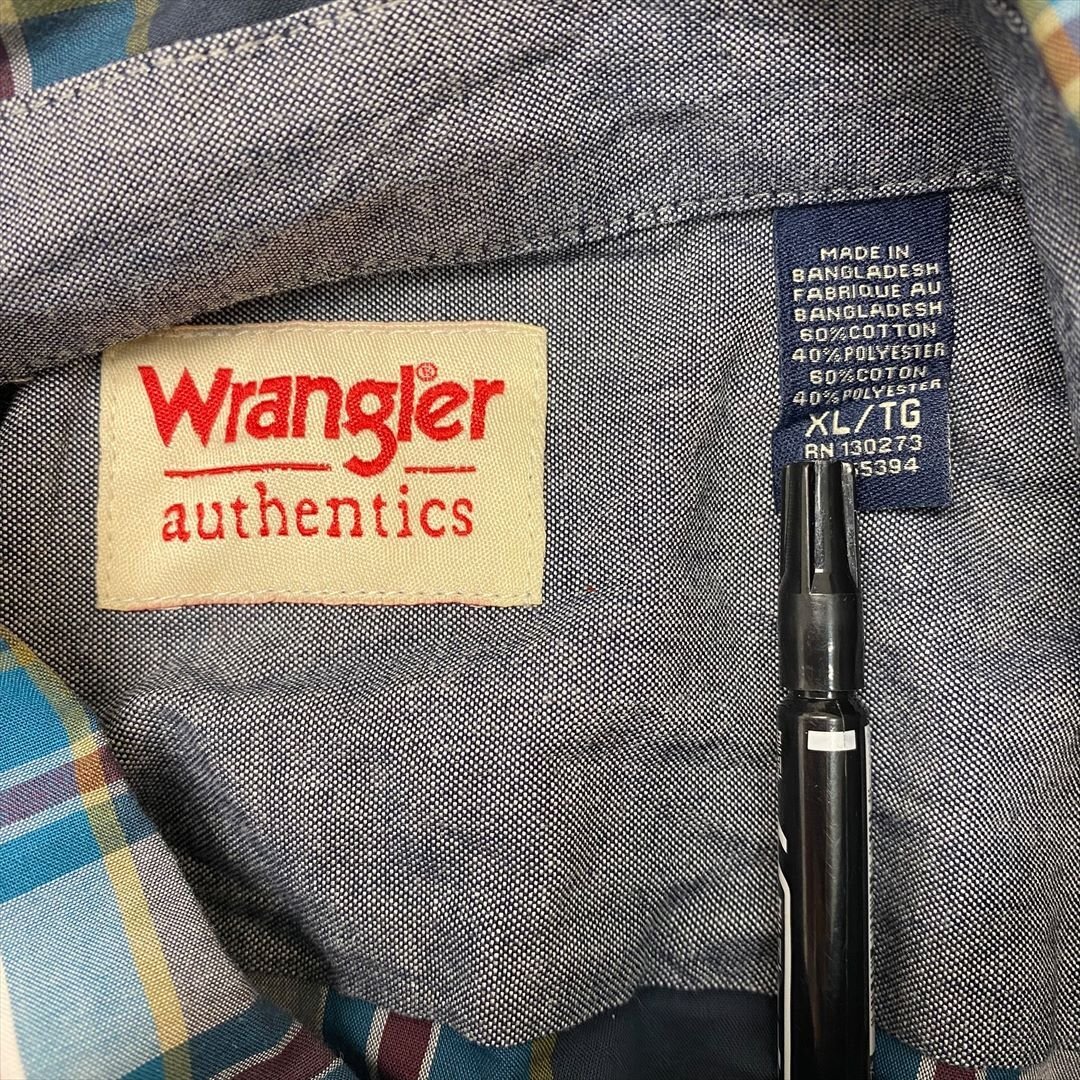 Wrangler®
authentics
MADE IN
BANGLADESH
FABRIQUE AU
BANGLADESH
60%COTTON
40%POLYESTER
60%COTON
40%POLYESTER
XL/TG
RN 130273
5394